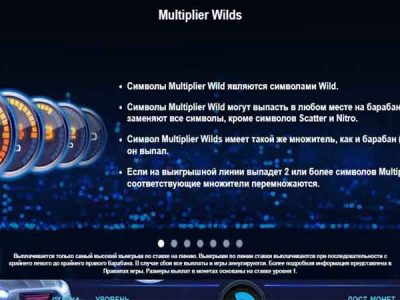 Multiplier Wilds
• Символы Multiplier Wild являются символами Wild.
• Символы Multiplier Wild могут выпасть в любом месте на барабан
заменяют все символы, кроме символов Scatter и Nitro.
• Символ Multiplier Wilds имеет такой же множитель, как и барабан (
он выпал.
• Если на выигрышной линии выпадет 2 или более символов Multip
соответствующие множители перемножаются.
Выплачивается только самый высокий выигрыш по ставке на линию. Выигрыши по линии ставки выплачиваются при последовательности с
крайнего левого до крайнего правого барабана. В случае сбоя все выплаты и игры аннулируются. Более подробная информация представлена в
Правилах игры. Размеры выплат в монетах основаны на ставке уровня 1.
УРОВЕНЬ